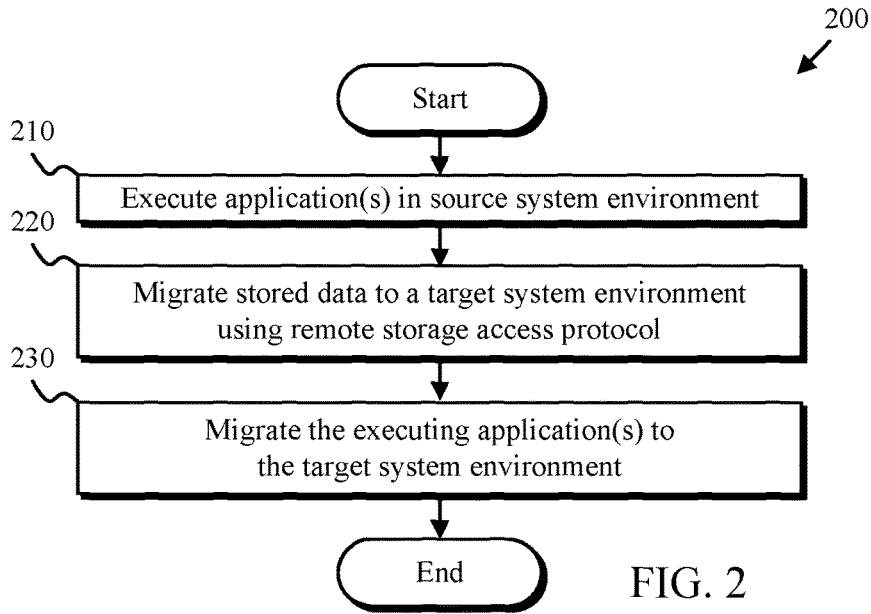 200
Start
210
Execute application(s) in source system environment
220
Migrate stored data to a target system environment
using remote storage access protocol
230
Migrate the executing application(s) to
the target system environment
End
FIG. 2